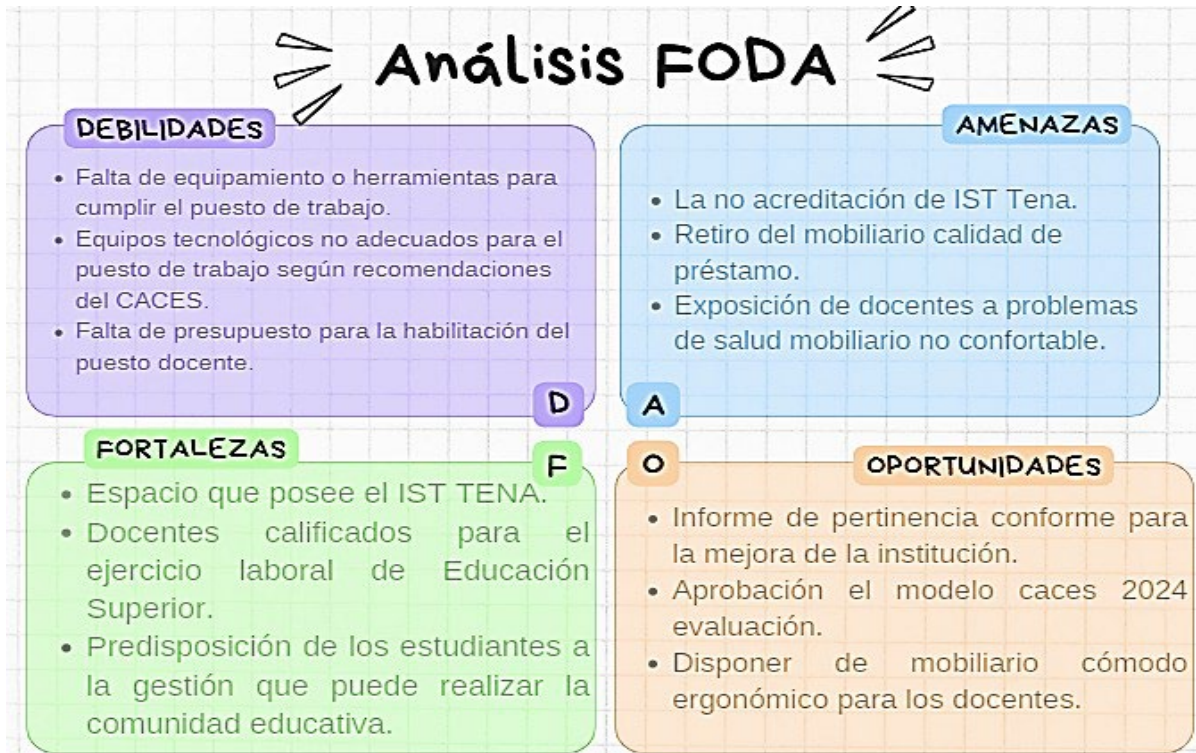 Análisis FODA
DEBILIDADES
• Falta de equipamiento o herramientas para
cumplir el puesto de trabajo.
• Equipos tecnológicos no adecuados para el
puesto de trabajo según recomendaciones
del CACES.
• Falta de presupuesto para la habilitación del
puesto docente.
D
AMENAZAS
• La no acreditación de IST Tena.
• Retiro del mobiliario calidad de
préstamo.
• Exposición de docentes a problemas
de salud mobiliario no confortable.
A
FORTALEZAS
F
• Espacio que posee el IST TENA.
• Docentes calificados para el
ejercicio laboral de Educación
Superior.
• Predisposición de los estudiantes a
la gestión que puede realizar la
comunidad educativa.
O
OPORTUNIDADES
• Informe de pertinencia conforme para
la mejora de la institución.
• Aprobación el modelo caces 2024
evaluación.
• Disponer de mobiliario cómodo
ergonómico para los docentes.